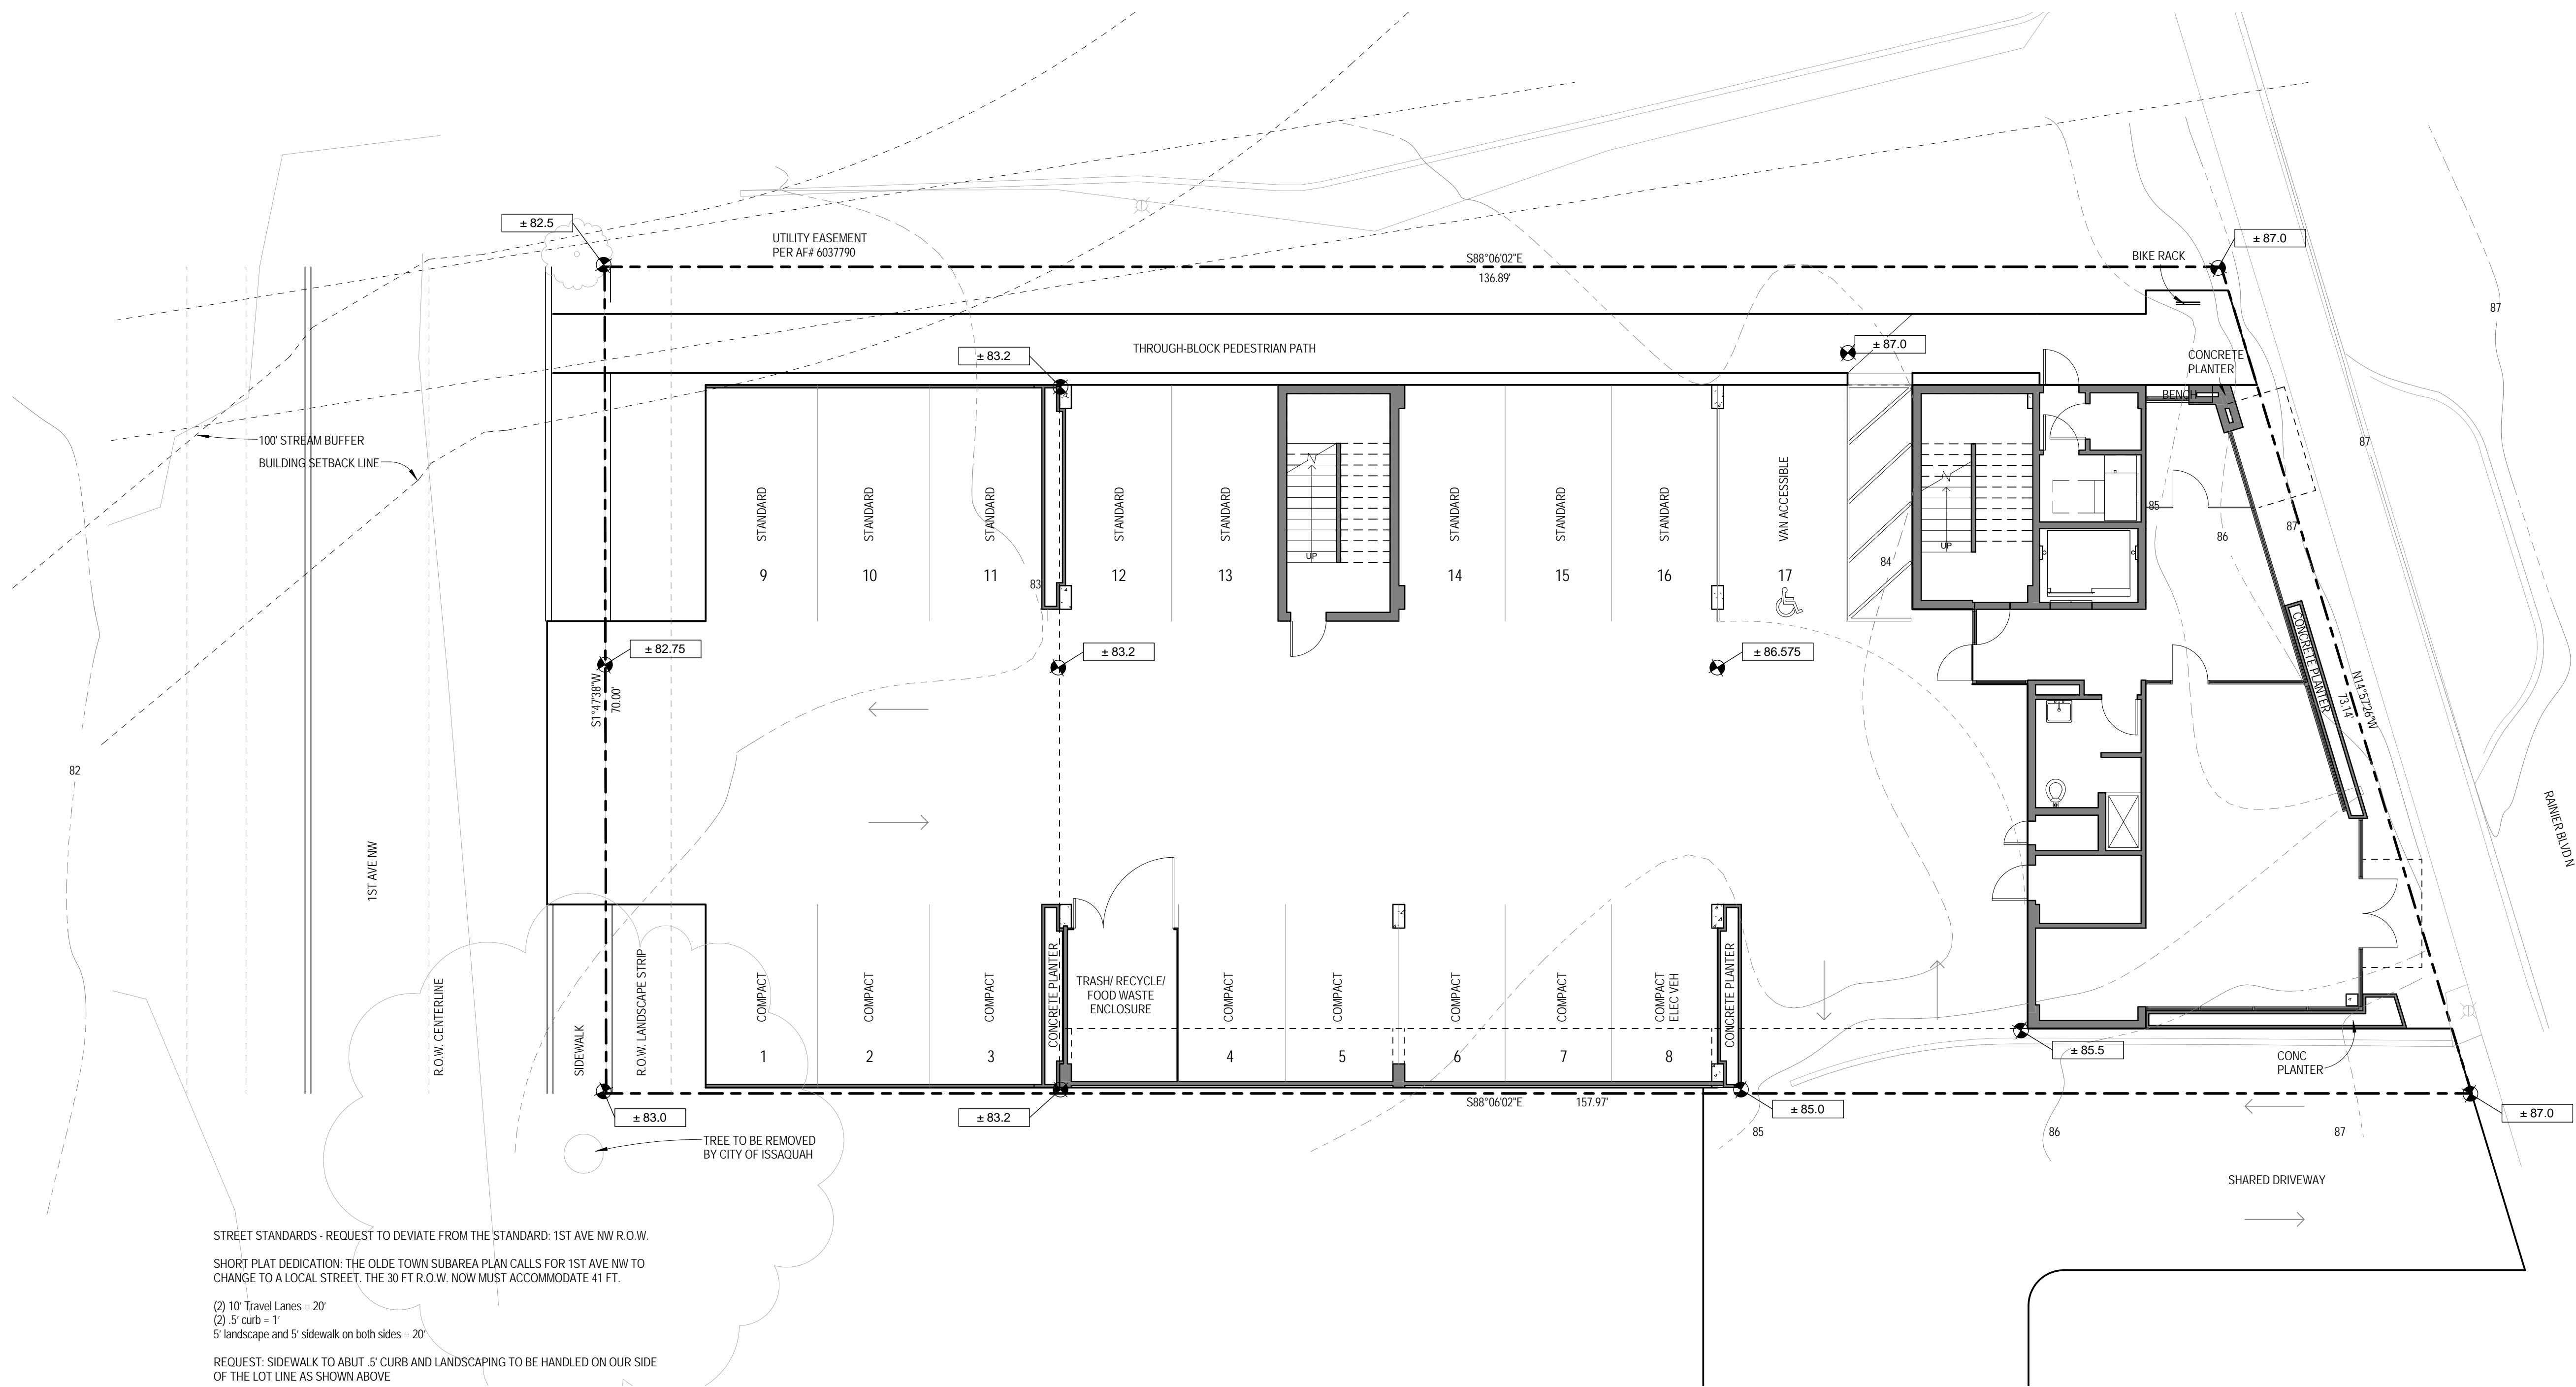 ± 82.5
UTILITY EASEMENT
PER AF# 6037790
S88°06'02"E
136.89'
BIKE RACK
± 87.0
87
± 83.2
THROUGH-BLOCK PEDESTRIAN PATH
± 87.0
CONCRETE
PLANTER
BENCH
100' STREAM BUFFER
BUILDING SETBACK LINE
87
STANDARD
9
STANDARD
10
STANDARD
11
83
STANDARD
12
STANDARD
13
UP
STANDARD
14
STANDARD
15
STANDARD
16
VAN ACCESSIBLE
17
84
UP
85
86
87
± 82.75
± 83.2
± 86.575
S1°47'38"W
70.00'
CONCRETE PLANTER
N14°57'26"W
73.14'
82
1ST AVE NW
RAINIER BLVD N
R.O.W. CENTERLINE
SIDEWALK
R.O.W. LANDSCAPE STRIP
COMPACT
1
COMPACT
2
COMPACT
3
CONCRETE PLANTER
TRASH/ RECYCLE/
FOOD WASTE
ENCLOSURE
COMPACT
4
COMPACT
5
COMPACT
6
COMPACT
7
COMPACT
ELEC VEH
8
CONCRETE PLANTER
± 85.5
CONC
PLANTER
± 83.0
± 83.2
S88°06'02"E
157.97'
± 85.0
± 87.0
85
86
87
TREE TO BE REMOVED
BY CITY OF ISSAQUAH
SHARED DRIVEWAY
STREET STANDARDS - REQUEST TO DEVIATE FROM THE STANDARD: 1ST AVE NW R.O.W.
SHORT PLAT DEDICATION: THE OLDE TOWN SUBAREA PLAN CALLS FOR 1ST AVE NW TO
CHANGE TO A LOCAL STREET. THE 30 FT R.O.W. NOW MUST ACCOMMODATE 41 FT.
(2) 10' Travel Lanes = 20'
(2) .5' curb = 1'
5' landscape and 5' sidewalk on both sides = 20'
REQUEST: SIDEWALK TO ABUT .5' CURB AND LANDSCAPING TO BE HANDLED ON OUR SIDE
OF THE LOT LINE AS SHOWN ABOVE